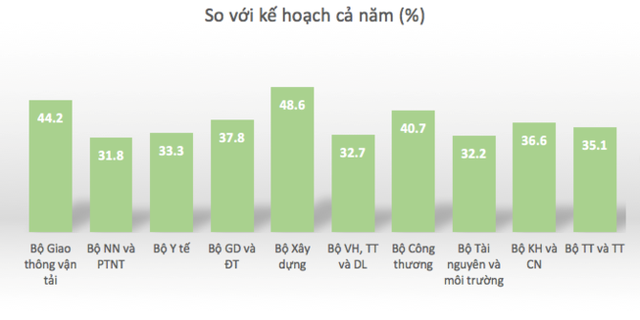 So với kế hoạch cả năm (%)
44.2
31.8
33.3
37.8
48.6
32.7
40.7
32.2
36.6
35.1
Bộ Giao
thông vận
tải
Bộ NN và
PTNT
Bộ Y tế
Bộ GD và
ĐT
Bộ Xây
dựng
Bộ VH, TT
và DL
Bộ Công
thương
Bộ Tài
nguyên và
môi trường
Bộ KH và
CN
Bộ TT và TT